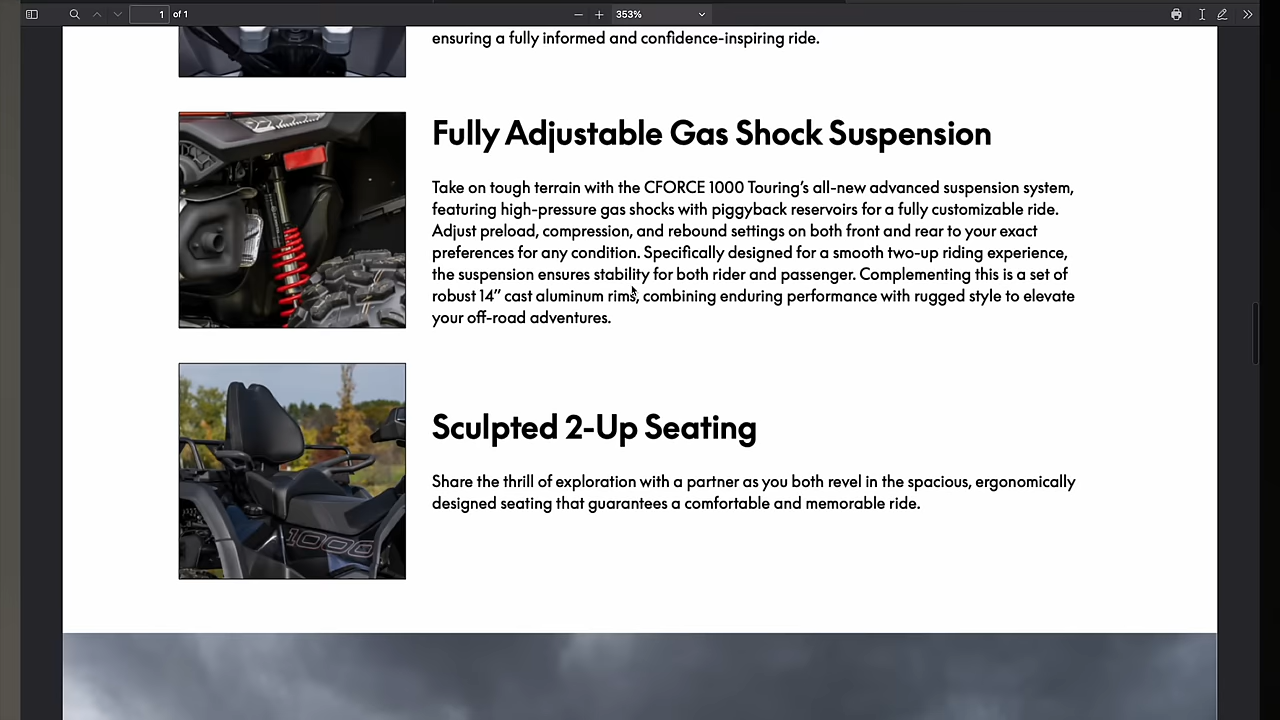 1 of 1
353%
ensuring a fully informed and confidence-inspiring ride.
Fully Adjustable Gas Shock Suspension
Take on tough terrain with the CFORCE 1000 Touring's all-new advanced suspension system,
featuring high-pressure gas shocks with piggyback reservoirs for a fully customizable ride.
Adjust preload, compression, and rebound settings on both front and rear to your exact
preferences for any condition. Specifically designed for a smooth two-up riding experience,
the suspension ensures stability for both rider and passenger. Complementing this is a set of
robust 14” cast aluminum rims, combining enduring performance with rugged style to elevate
your off-road adventures.
Sculpted 2-Up Seating
Share the thrill of exploration with a partner as you both revel in the spacious, ergonomically
designed seating that guarantees a comfortable and memorable ride.
1000